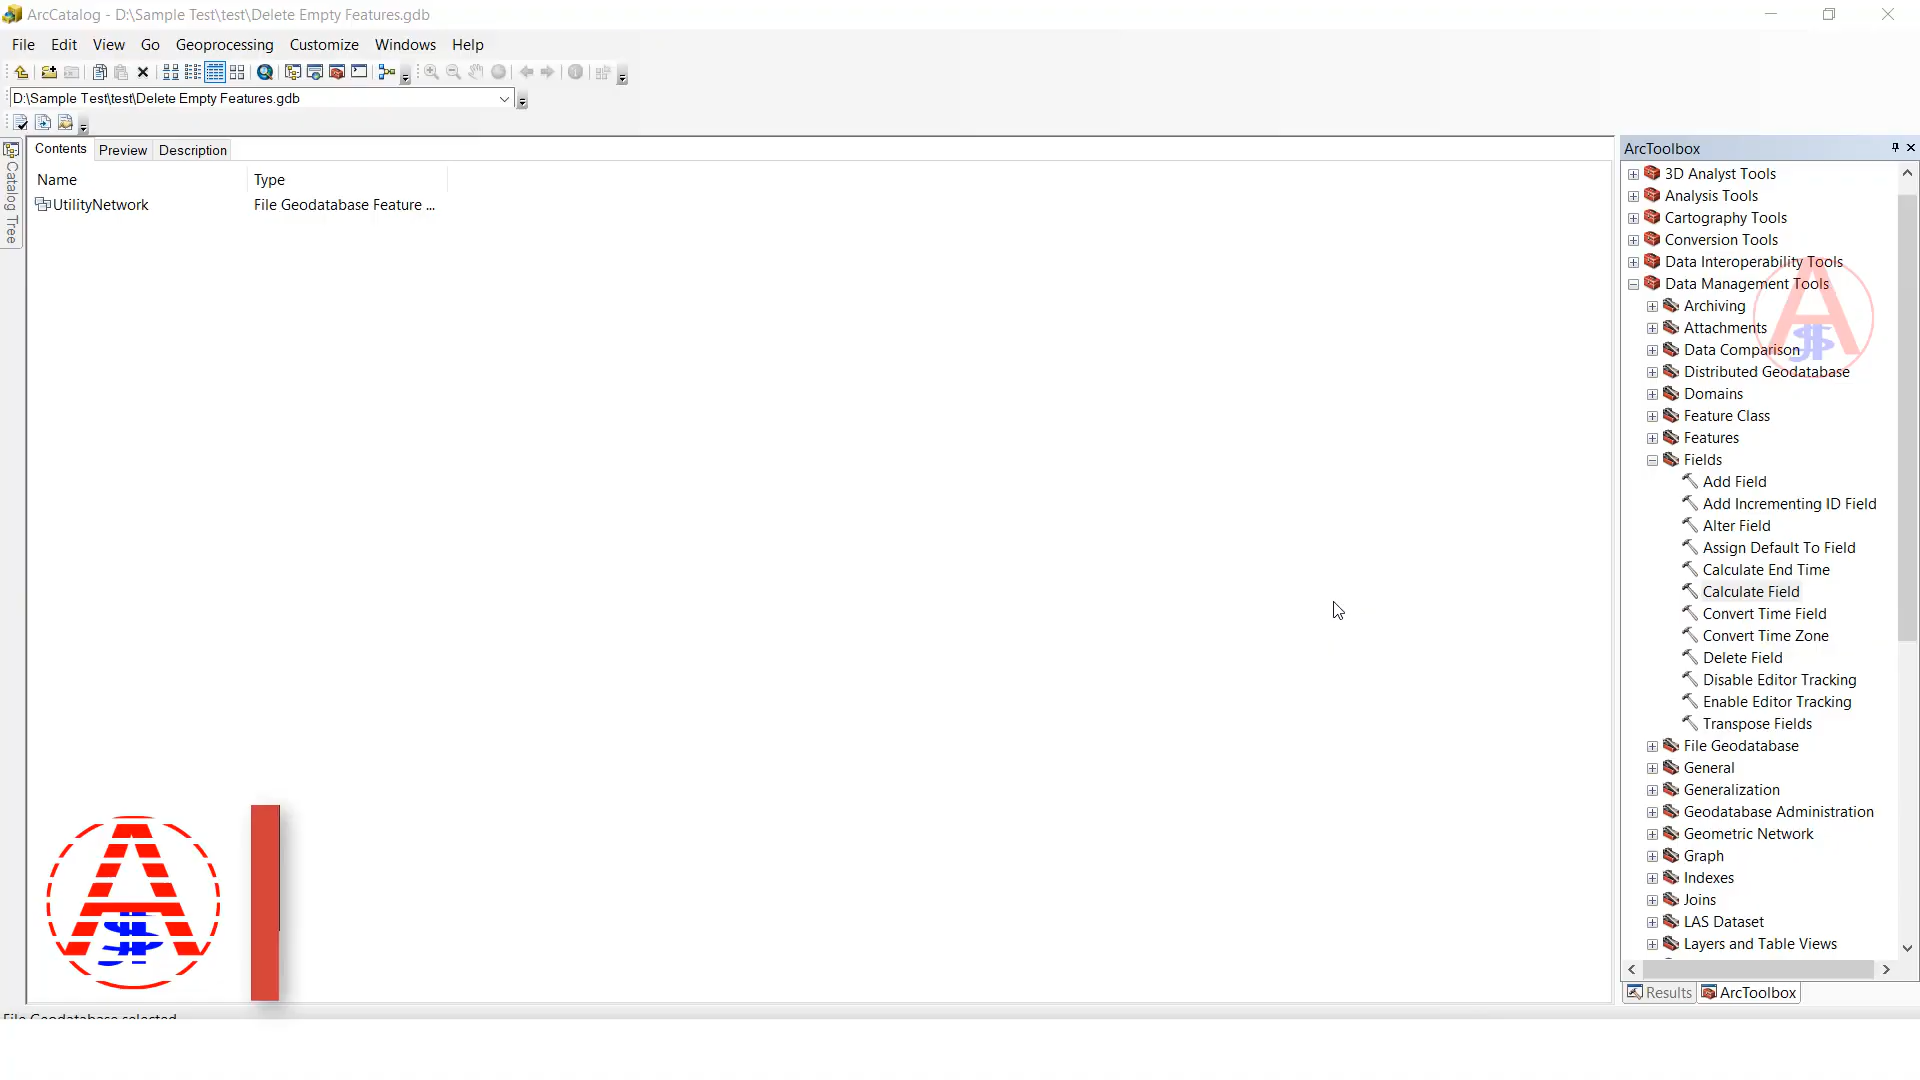 ArcCatalog - D:\Sample Test\test\Delete Empty Features.gdb
File Edit View Go Geoprocessing Customize Windows Help
D:\Sample Test\test\Delete Empty Features.gdb
Catalog Tree
Contents Preview Description
Name Type
UtilityNetwork File Geodatabase Feature ...
ArcToolbox
3D Analyst Tools
Analysis Tools
Cartography Tools
Conversion Tools
Data Interoperability Tools
Data Management Tools
Archiving
Attachments
Data Comparison
Distributed Geodatabase
Domains
Feature Class
Features
Fields
Add Field
Add Incrementing ID Field
Alter Field
Assign Default To Field
Calculate End Time
Calculate Field
Convert Time Field
Convert Time Zone
Delete Field
Disable Editor Tracking
Enable Editor Tracking
Transpose Fields
File Geodatabase
General
Generalization
Geodatabase Administration
Geometric Network
Graph
Indexes
Joins
LAS Dataset
Layers and Table Views
Results ArcToolbox
File Geodatabase selected